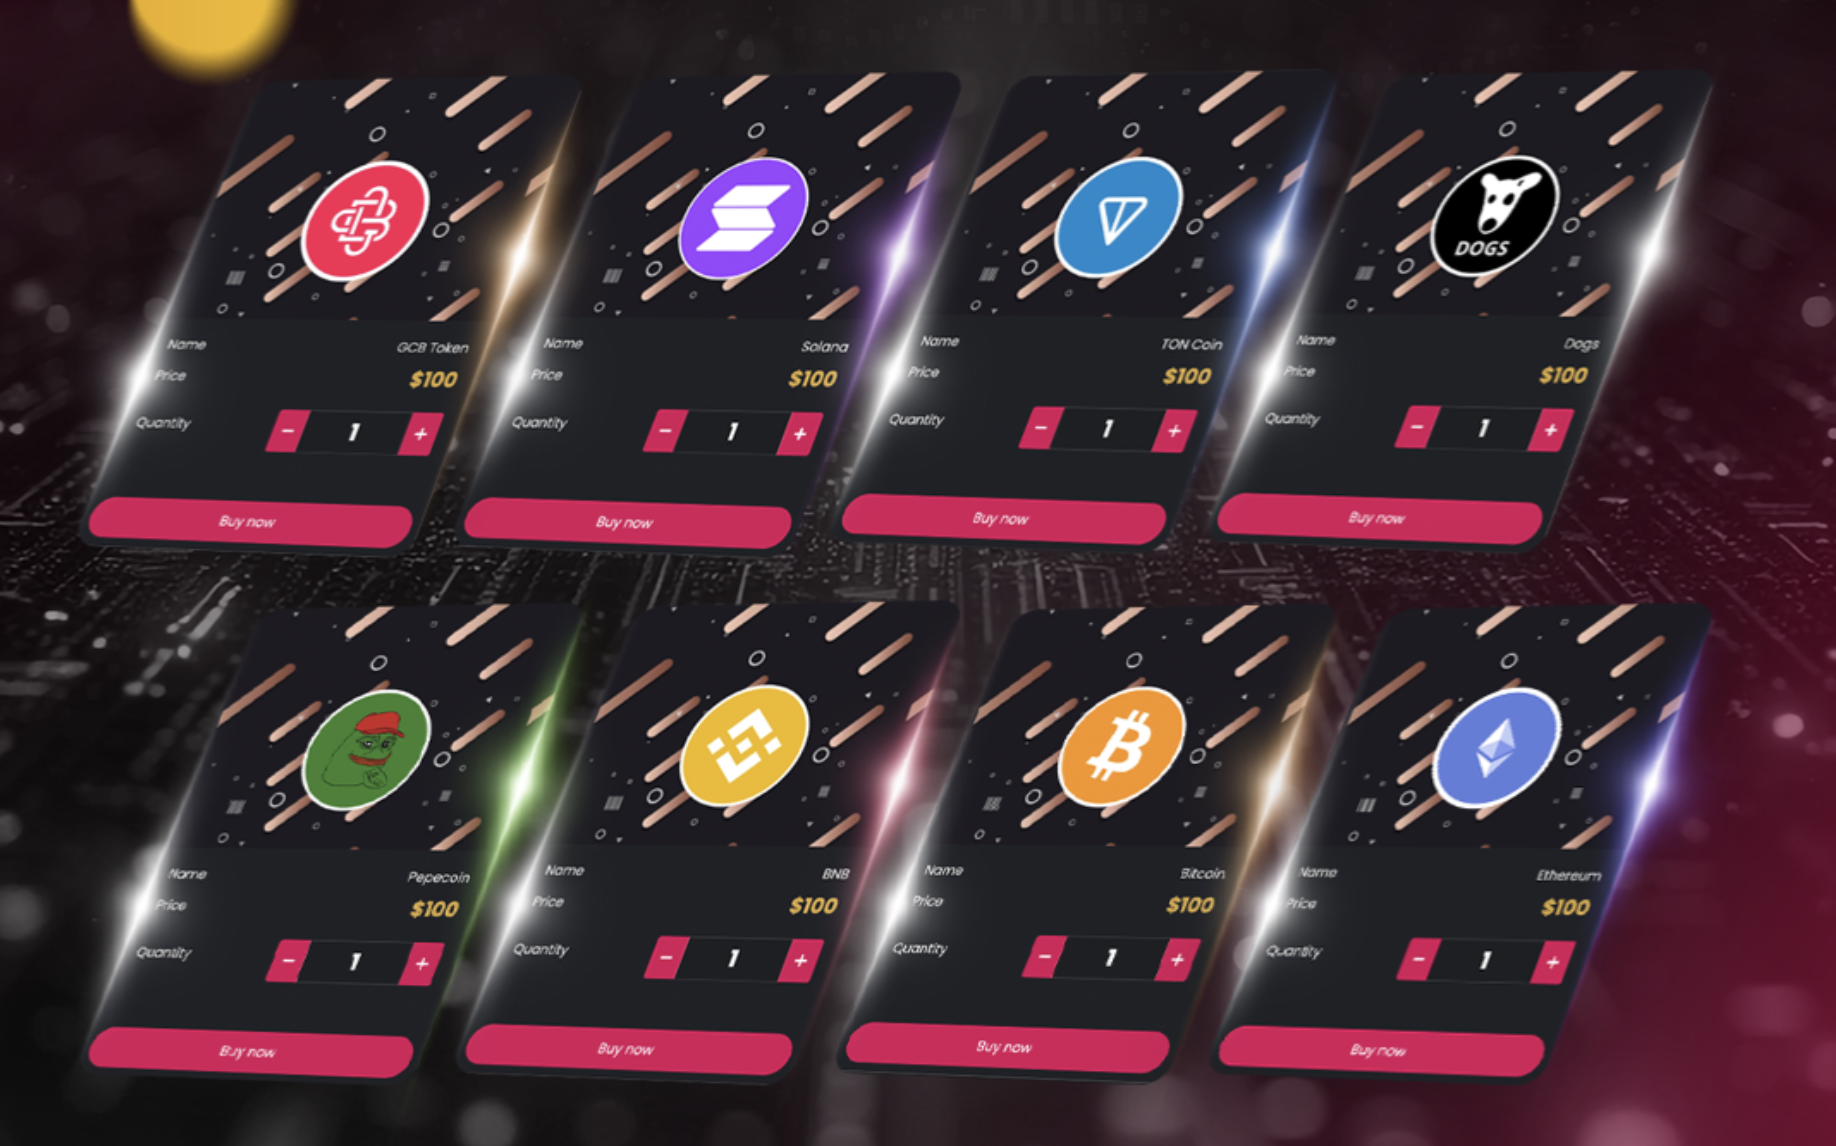 DOGS
Name GCB Token
Price $100
Quantity - 1 +
Buy now
Name Solana
Price $100
Quantity - 1 +
Buy now
Name TON Coin
Price $100
Quantity - 1 +
Buy now
Name Dogs
Price $100
Quantity - 1 +
Buy now
Name Pepecoin
Price $100
Quantity - 1 +
Buy now
Name BNB
Price $100
Quantity - 1 +
Buy now
Name Bitcoin
Price $100
Quantity - 1 +
Buy now
Name Ethereum
Price $100
Quantity - 1 +
Buy now